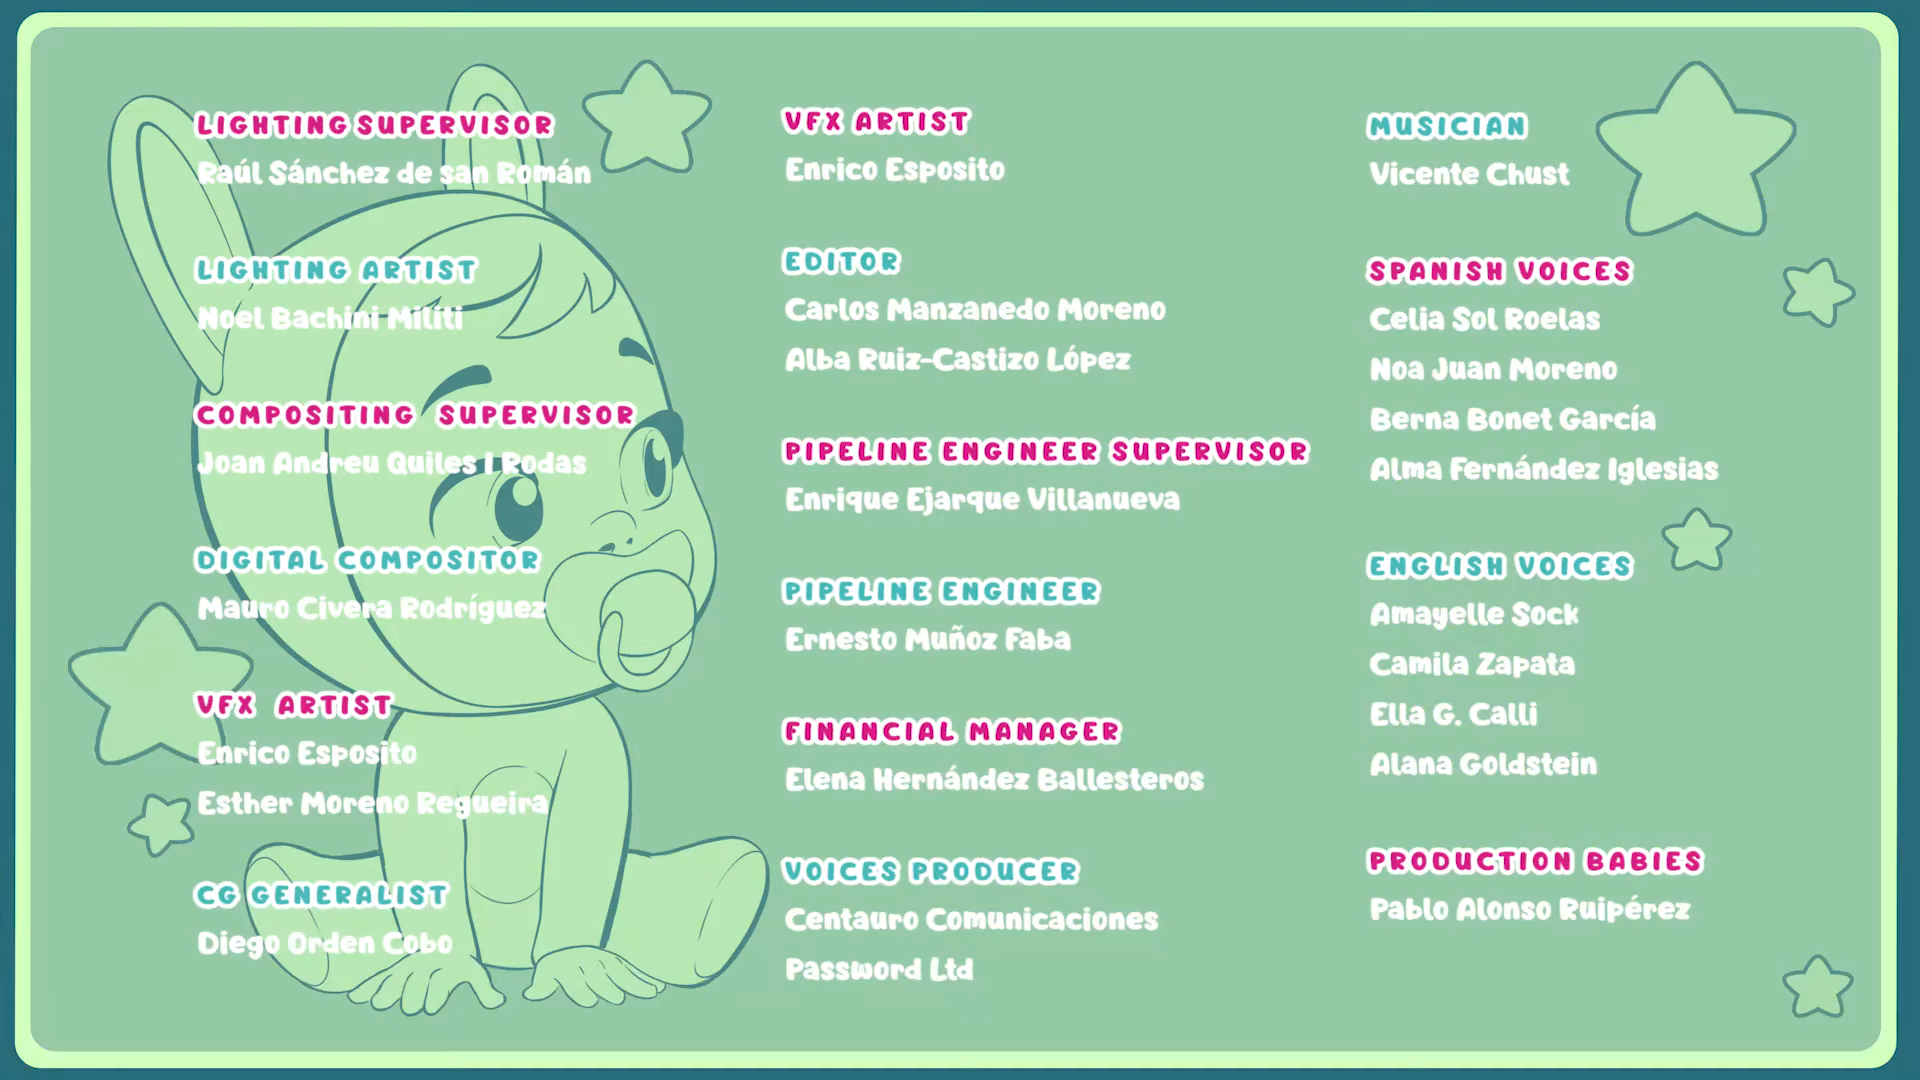 LIGHTING SUPERVISOR
Raúl Sánchez de san Román
LIGHTING ARTIST
Noel Bachini Milíti
COMPOSITING SUPERVISOR
Joan Andreu Quiles I Rodas
DIGITAL COMPOSITOR
Mauro Civera Rodríguez
VFX ARTIST
Enrico Esposito
Esther Moreno Regueira
CG GENERALIST
Diego Orden Cobo
VFX ARTIST
Enrico Esposito
EDITOR
Carlos Manzanedo Moreno
Alba Ruiz-Castizo López
PIPELINE ENGINEER SUPERVISOR
Enrique Ejarque Villanueva
PIPELINE ENGINEER
Ernesto Muñoz Faba
FINANCIAL MANAGER
Elena Hernández Ballesteros
VOICES PRODUCER
Centauro Comunicaciones
Password Ltd
MUSICIAN
Vicente Chust
SPANISH VOICES
Celia Sol Roelas
Noa Juan Moreno
Berna Bonet García
Alma Fernández Iglesias
ENGLISH VOICES
Amayelle Sock
Camila Zapata
Ella G. Calli
Alana Goldstein
PRODUCTION BABIES
Pablo Alonso Ruipérez